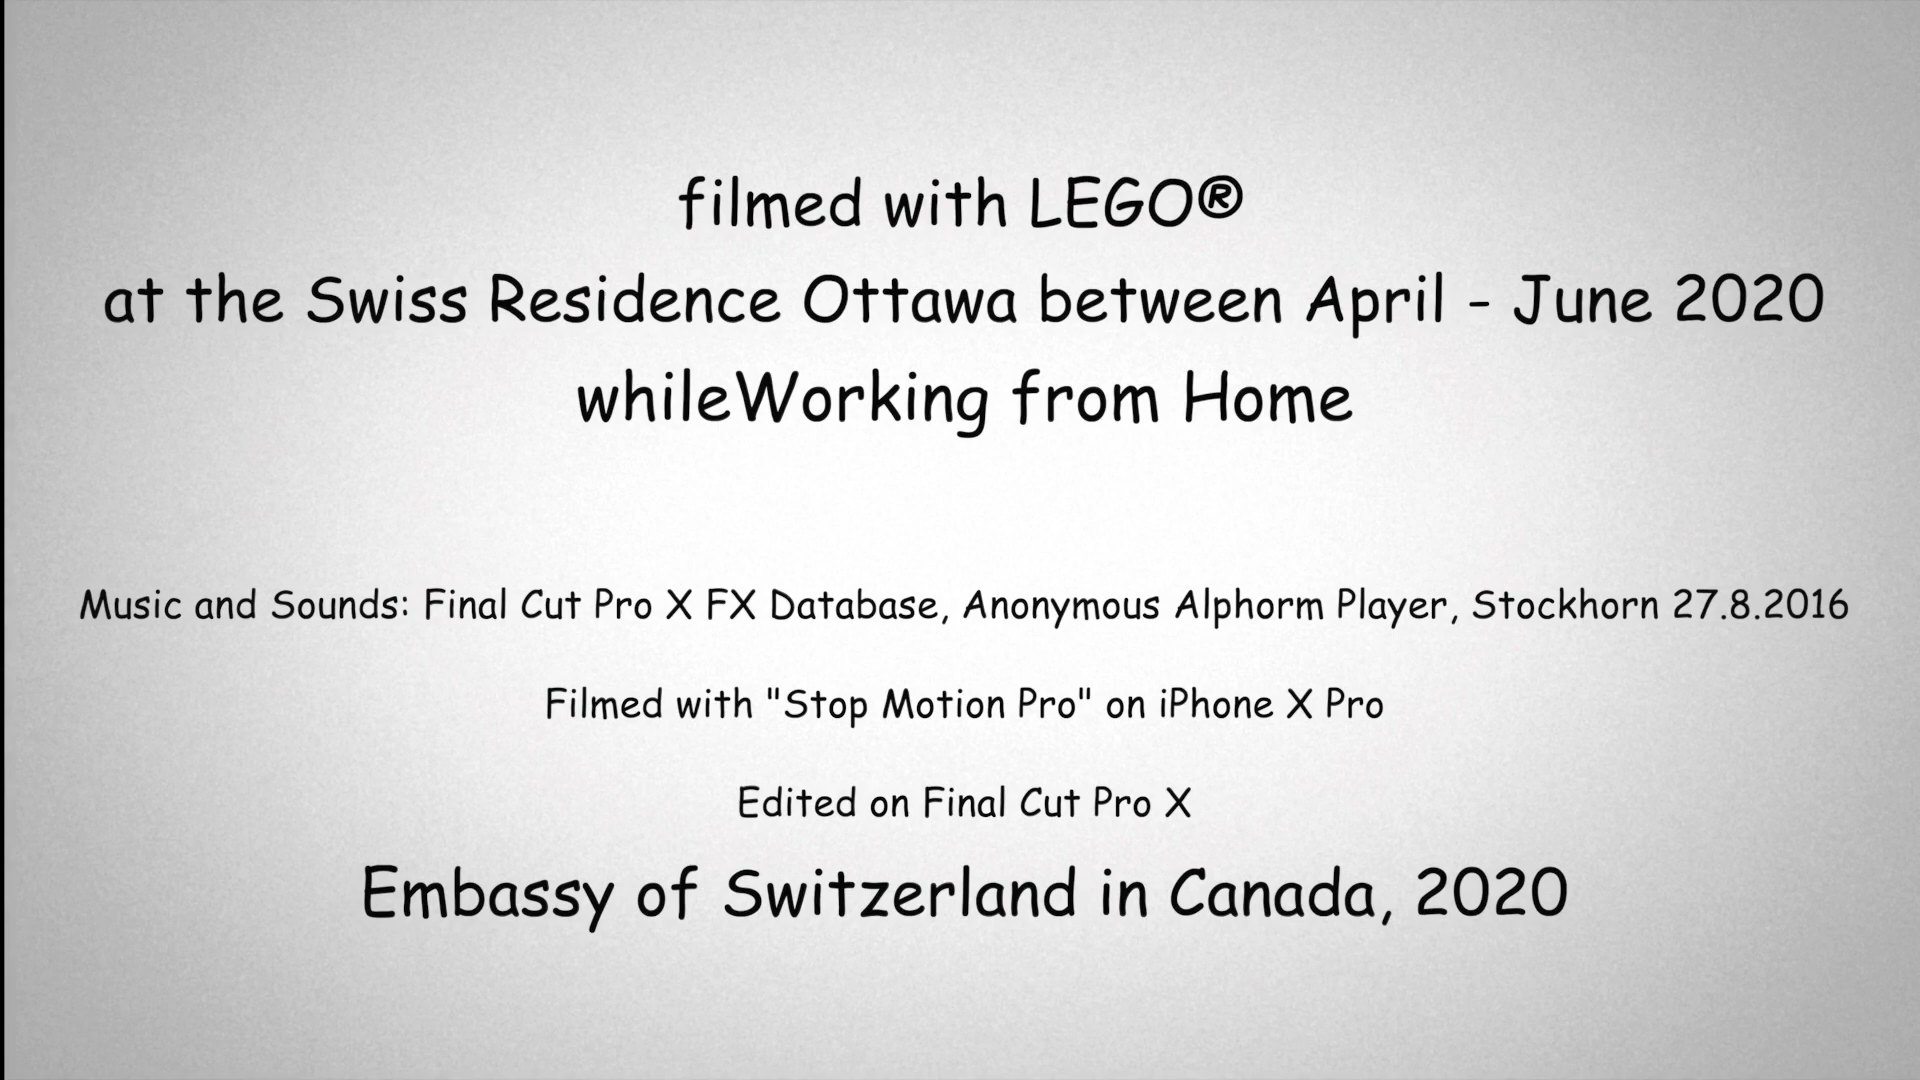 filmed with LEGO®
at the Swiss Residence Ottawa between April - June 2020
whileWorking from Home
Music and Sounds: Final Cut Pro X FX Database, Anonymous Alphorm Player, Stockhorn 27.8.2016
Filmed with "Stop Motion Pro" on iPhone X Pro
Edited on Final Cut Pro X
Embassy of Switzerland in Canada, 2020